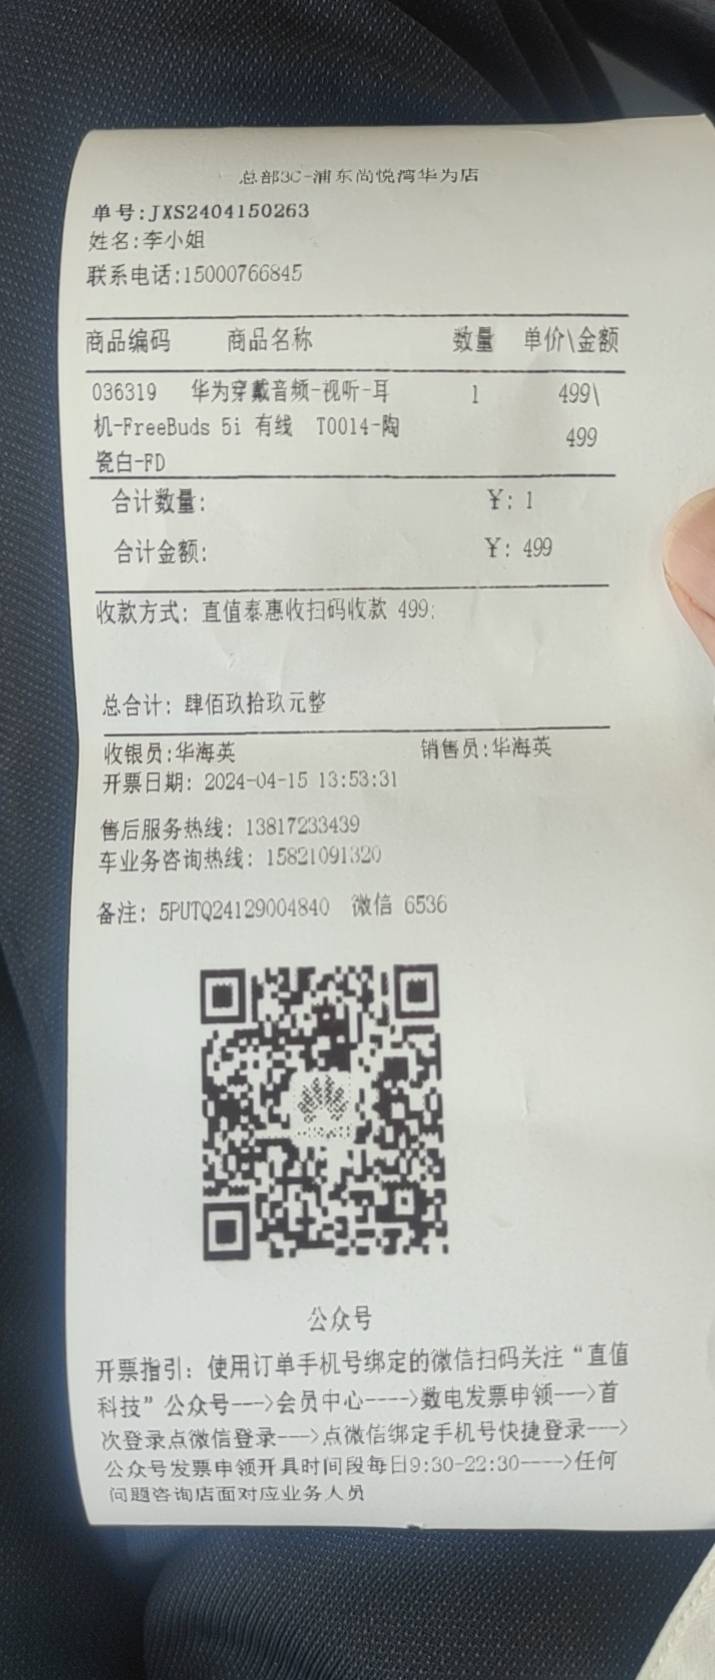 总部3C-浦东尚悦湾华为店
单号:JXS2404150263
姓名:李小姐
联系电话:15000766845
商品编码 商品名称 数量 单价\金额
036319 华为穿戴音频-视听-耳 1 499\
机-FreeBuds 5i 有线 T0014-陶 499
瓷白-FD
合计数量: ¥: 1
合计金额: ¥: 499
收款方式: 直值泰惠收扫码收款 499;
总合计: 肆佰玖拾玖元整
收银员:华海英 销售员:华海英
开票日期: 2024-04-15 13:53:31
售后服务热线: 13817233439
车业务咨询热线: 15821091320
备注: 5PUTQ24129004840 微信 6536
公众号
开票指引: 使用订单手机号绑定的微信扫码关注“直值
科技”公众号--->会员中心---->数电发票申领--->首
次登录点微信登录--->点微信绑定手机号快捷登录--->
公众号发票申领开具时间段每日9:30-22:30---->任何
问题咨询店面对应业务人员